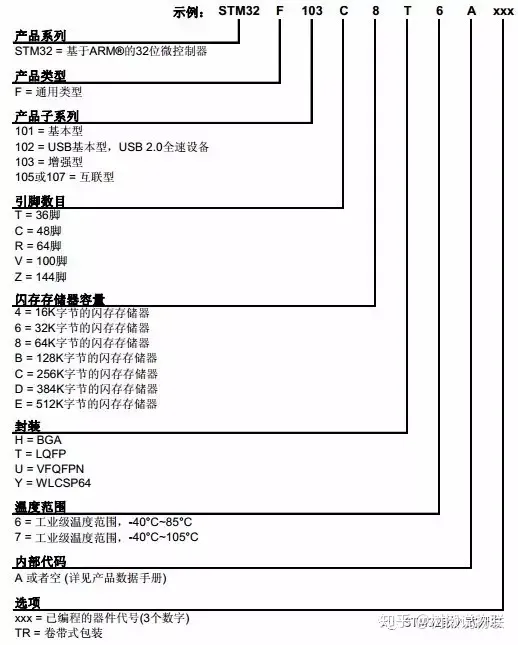 示例： STM32 F 103 C 8 T 6 A xxx
产品系列
STM32 = 基于ARM®的32位微控制器
产品类型
F = 通用类型
产品子系列
101 = 基本型
102 = USB基本型，USB 2.0全速设备
103 = 增强型
105或107 = 互联型
引脚数目
T = 36脚
C = 48脚
R = 64脚
V = 100脚
Z = 144脚
闪存存储器容量
4 = 16K字节的闪存存储器
6 = 32K字节的闪存存储器
8 = 64K字节的闪存存储器
B = 128K字节的闪存存储器
C = 256K字节的闪存存储器
D = 384K字节的闪存存储器
E = 512K字节的闪存存储器
封装
H = BGA
T = LQFP
U = VFQFPN
Y = WLCSP64
温度范围
6 = 工业级温度范围，-40°C~85°C
7 = 工业级温度范围，-40°C~105°C
内部代码
A 或者空 (详见产品数据手册)
选项
xxx = 已编程的器件代号(3个数字)
TR = 卷带式包装
知乎